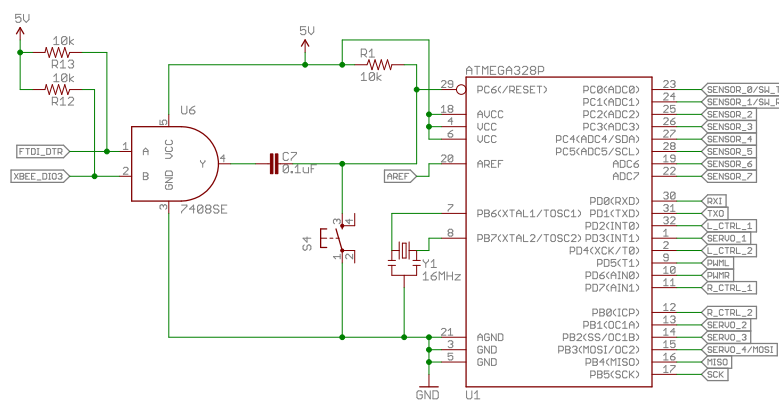 5V
10k
R13
10k
R12
FTDI_DTR
XBEE_DIO3
U6
1
2
3
4
5
A
B
Y
VCC
GND
7408SE
5V
R1
10k
C7
0.1uF
S4
3
4
1
2
Y1
16MHz
GND
ATMEGA328P
U1
29 PC6(/RESET)
18 AVCC
4 VCC
6 VCC
AREF
20 AREF
7 PB6(XTAL1/TOSC1)
8 PB7(XTAL2/TOSC2)
21 AGND
3 GND
5 GND
PC0(ADC0) 23 SENSOR_0/SW_T
PC1(ADC1) 24 SENSOR_1/SW_R
PC2(ADC2) 25 SENSOR_2
PC3(ADC3) 26 SENSOR_3
PC4(ADC4/SDA) 27 SENSOR_4
PC5(ADC5/SCL) 28 SENSOR_5
ADC6 19 SENSOR_6
ADC7 22 SENSOR_7
PD0(RXD) 30 RXI
PD1(TXD) 31 TXO
PD2(INT0) 32 L_CTRL_1
PD3(INT1) 1 SERVO_1
PD4(XCK/T0) 2 L_CTRL_2
PD5(T1) 9 PWML
PD6(AIN0) 10 PWMR
PD7(AIN1) 11 R_CTRL_1
PB0(ICP) 12 R_CTRL_2
PB1(OC1A) 13 SERVO_2
PB2(SS/OC1B) 14 SERVO_3
PB3(MOSI/OC2) 15 SERVO_4/MOSI
PB4(MISO) 16 MISO
PB5(SCK) 17 SCK